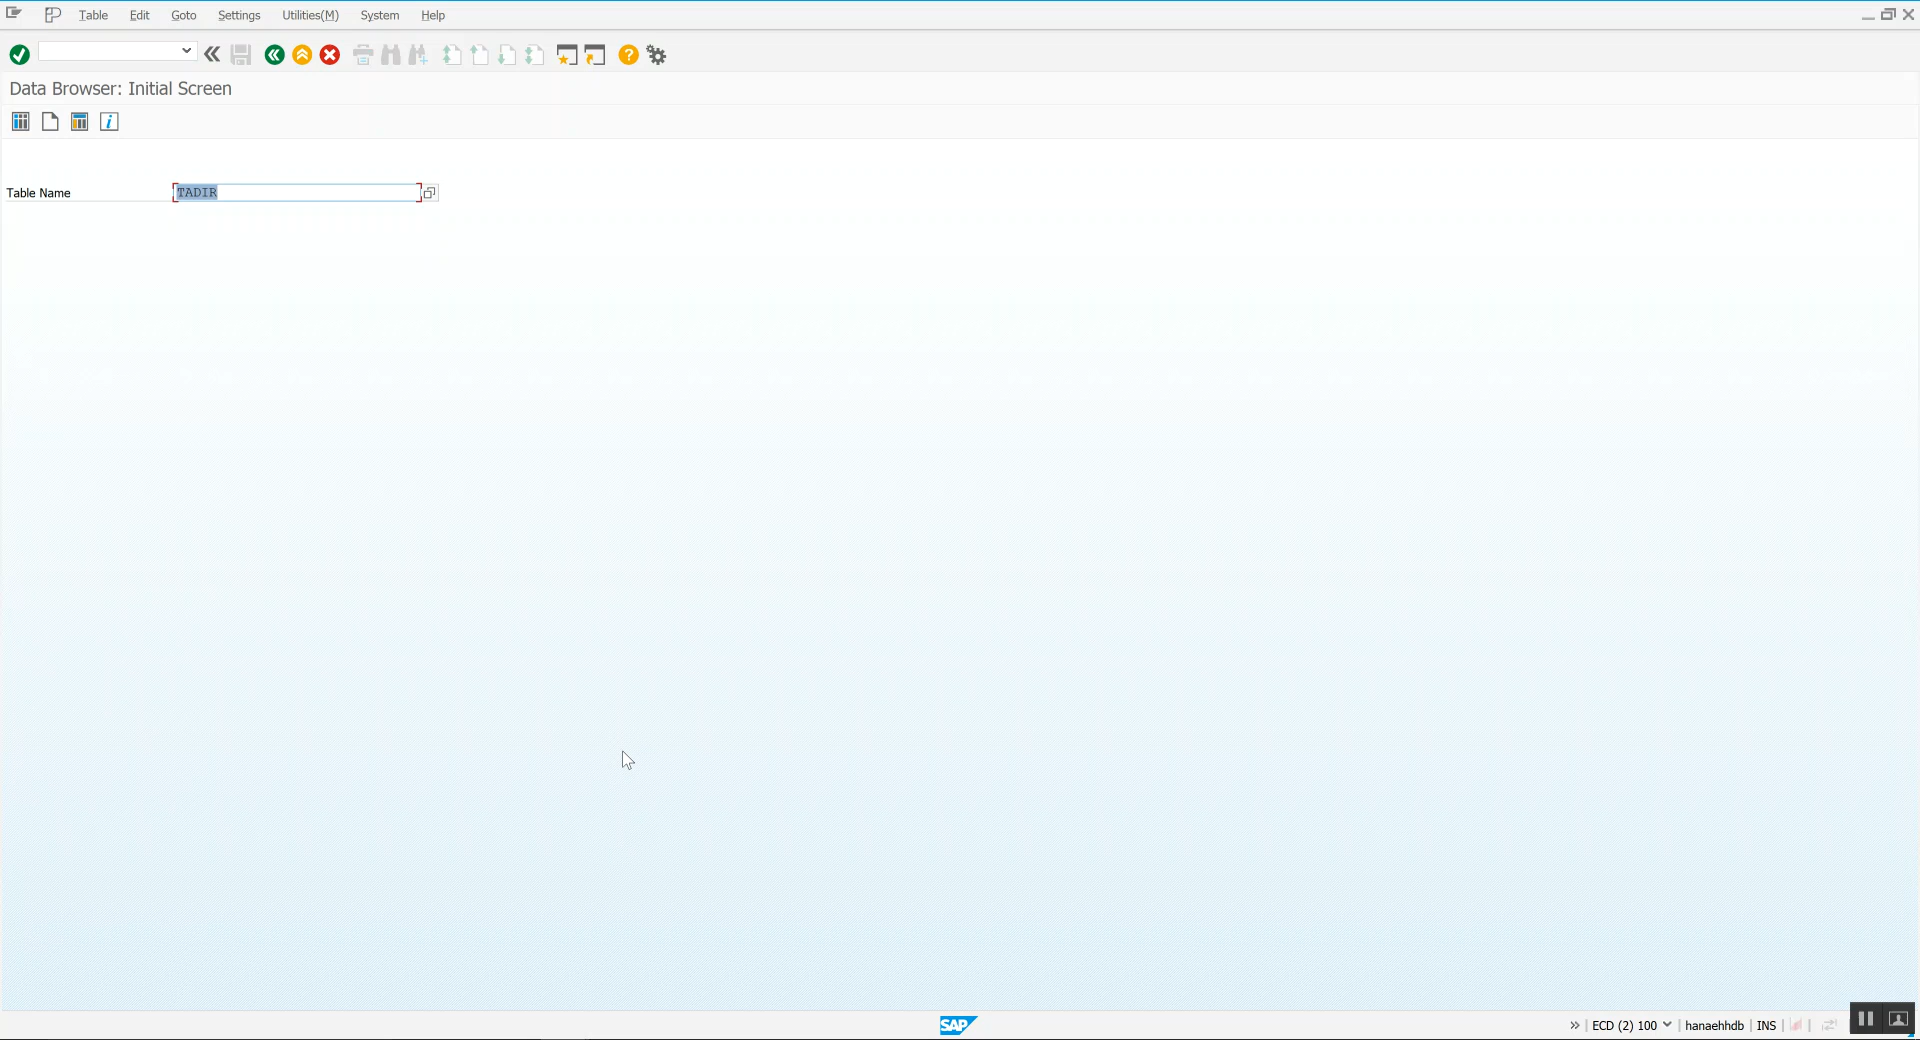 Table Edit Goto Settings Utilities(M) System Help
Data Browser: Initial Screen
Table Name TADIR
SAP ECD (2) 100 hanaehhdb INS